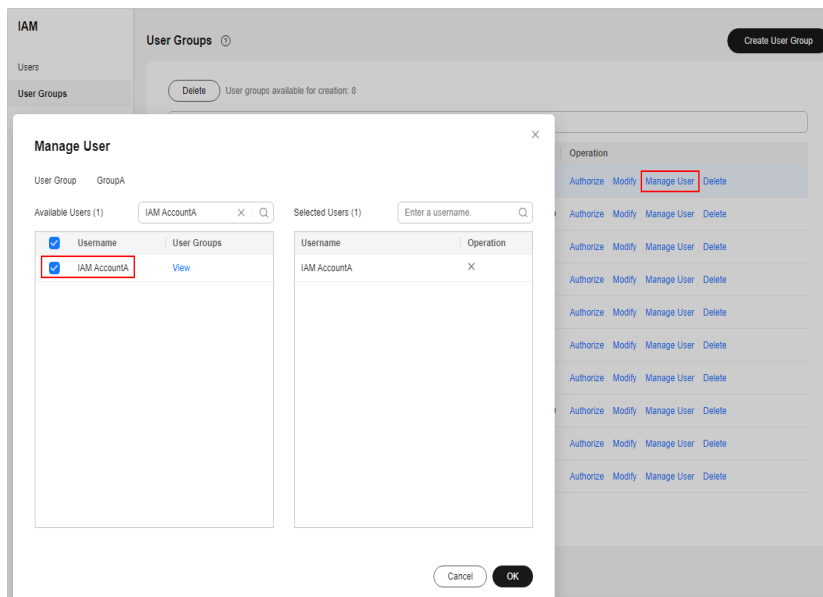 IAM
User Groups
Create User Group
Users
User Groups
Delete User groups available for creation: 8
Manage User
User Group GroupA
Available Users (1) IAM AccountA Selected Users (1) Enter a username.
Username User Groups Username Operation
IAM AccountA View IAM AccountA
Cancel OK
Operation
Authorize Modify Manage User Delete
Authorize Modify Manage User Delete
Authorize Modify Manage User Delete
Authorize Modify Manage User Delete
Authorize Modify Manage User Delete
Authorize Modify Manage User Delete
Authorize Modify Manage User Delete
Authorize Modify Manage User Delete
Authorize Modify Manage User Delete
Authorize Modify Manage User Delete